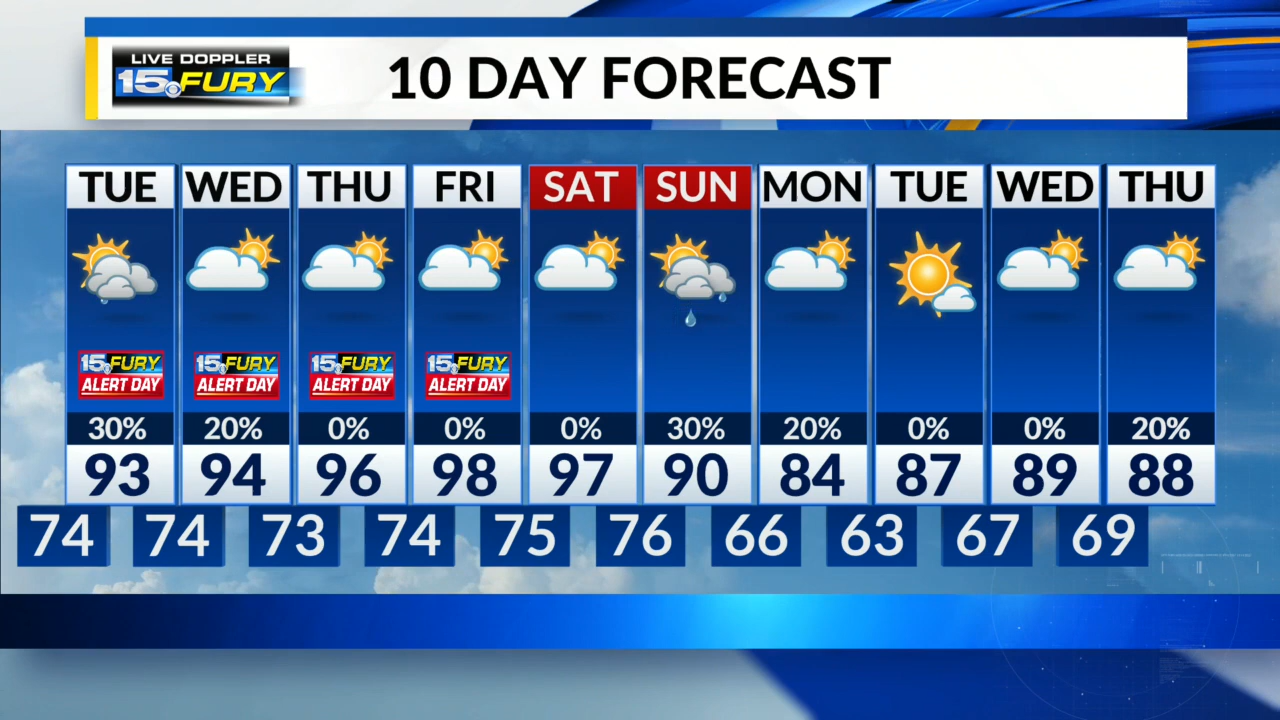 LIVE DOPPLER
15 FURY
10 DAY FORECAST
TUE WED THU FRI SAT SUN MON TUE WED THU
15 FURY 15 FURY 15 FURY 15 FURY
ALERT DAY ALERT DAY ALERT DAY ALERT DAY
30% 20% 0% 0% 0% 30% 20% 0% 0% 20%
93 94 96 98 97 90 84 87 89 88
74 74 73 74 75 76 66 63 67 69